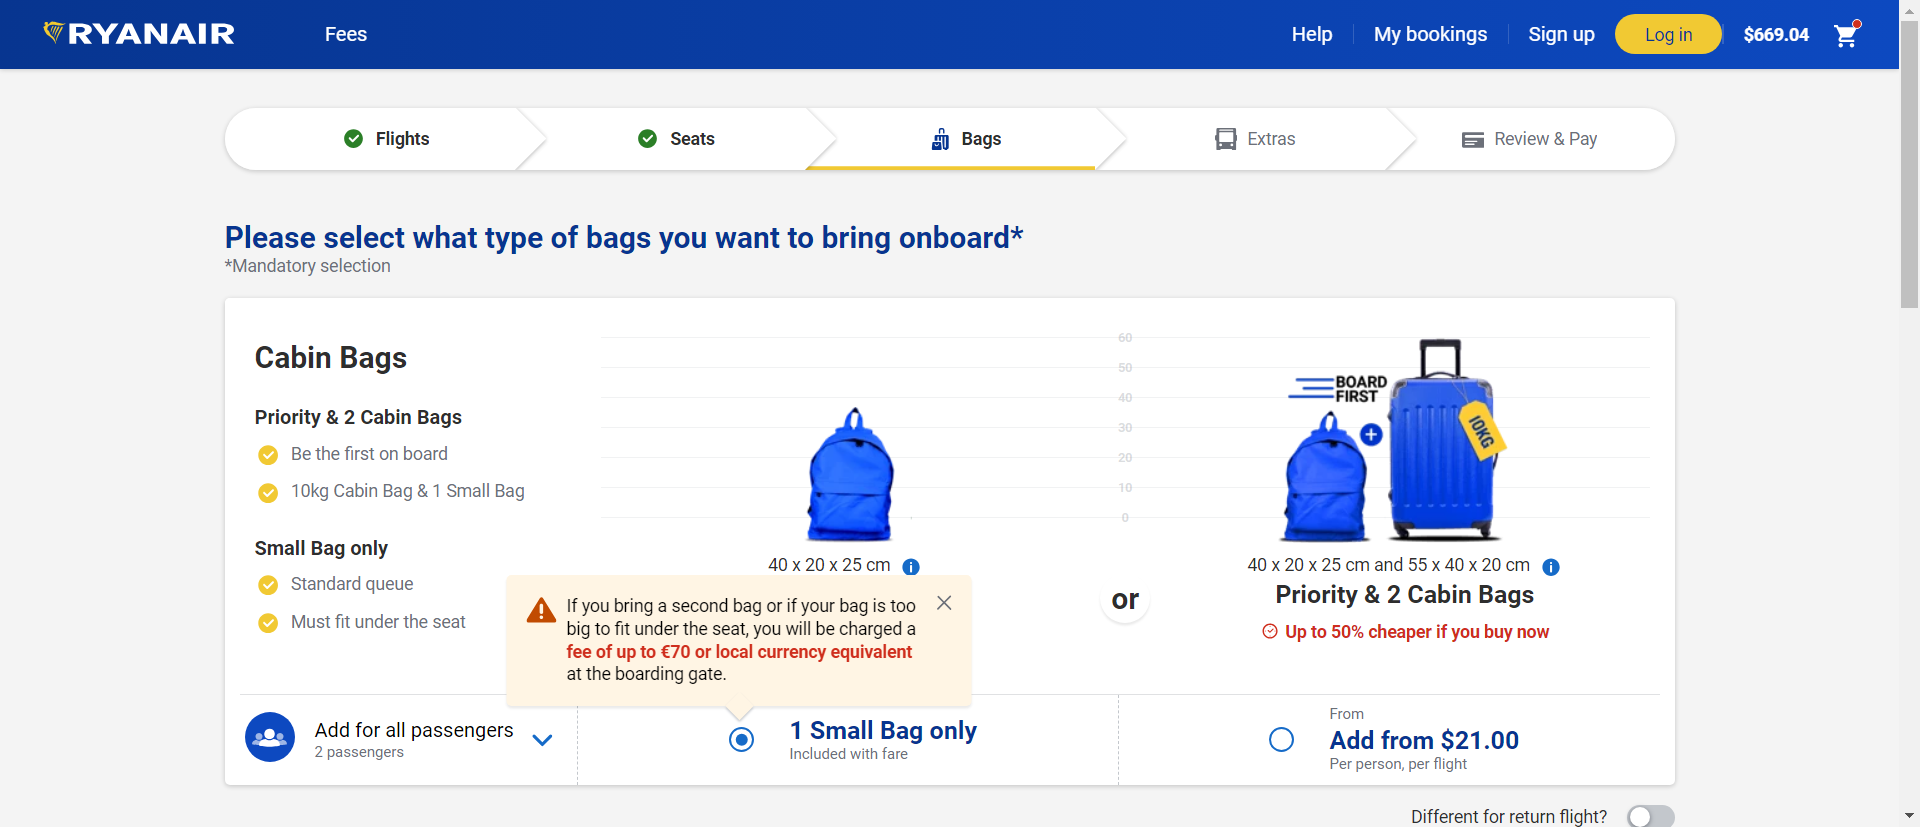 RYANAIR
Fees
Help
My bookings
Sign up
Log in
$669.04
Flights
Seats
Bags
Extras
Review & Pay
Please select what type of bags you want to bring onboard*
*Mandatory selection
Cabin Bags
Priority & 2 Cabin Bags
Be the first on board
10kg Cabin Bag & 1 Small Bag
Small Bag only
Standard queue
Must fit under the seat
60
50
40
30
20
10
0
BOARD
FIRST
10KG
40 x 20 x 25 cm
If you bring a second bag or if your bag is too
big to fit under the seat, you will be charged a
fee of up to €70 or local currency equivalent
at the boarding gate.
or
40 x 20 x 25 cm and 55 x 40 x 20 cm
Priority & 2 Cabin Bags
Up to 50% cheaper if you buy now
Add for all passengers
2 passengers
1 Small Bag only
Included with fare
From
Add from $21.00
Per person, per flight
Different for return flight?